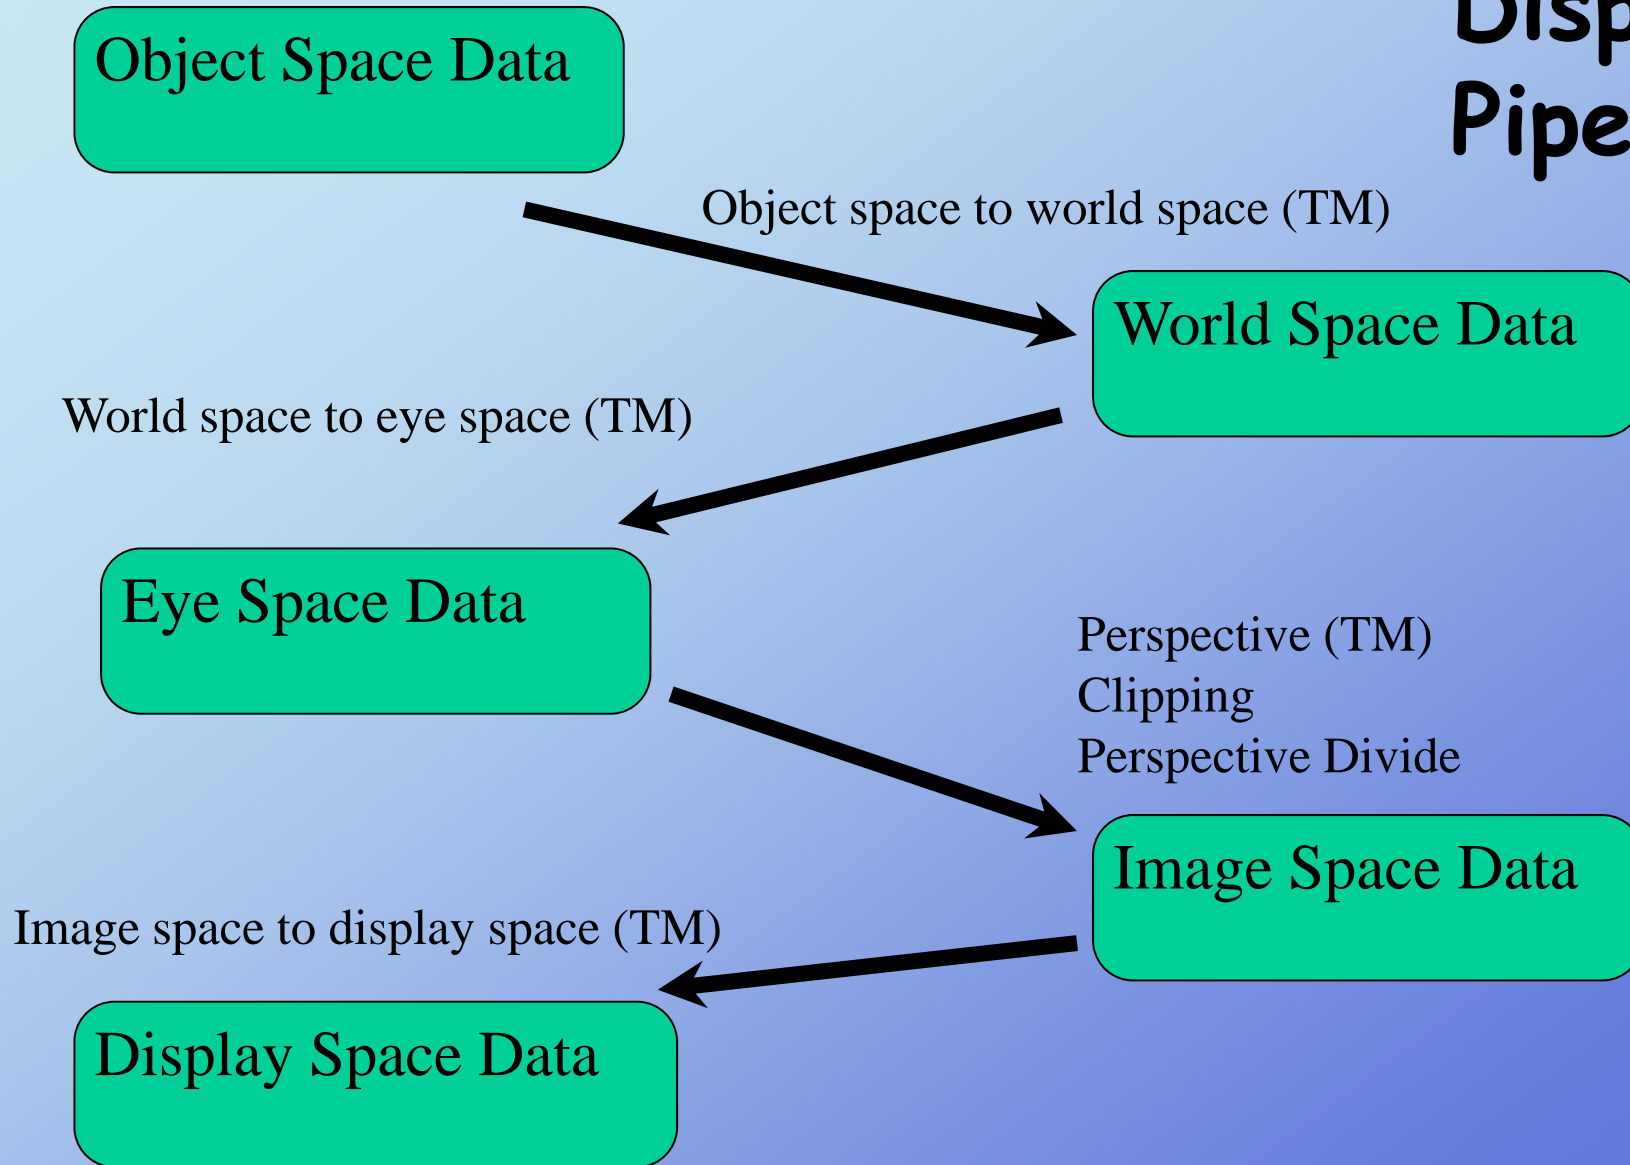 Object Space Data
Object space to world space (TM)
World Space Data
World space to eye space (TM)
Eye Space Data
Perspective (TM)
Clipping
Perspective Divide
Image Space Data
Image space to display space (TM)
Display Space Data